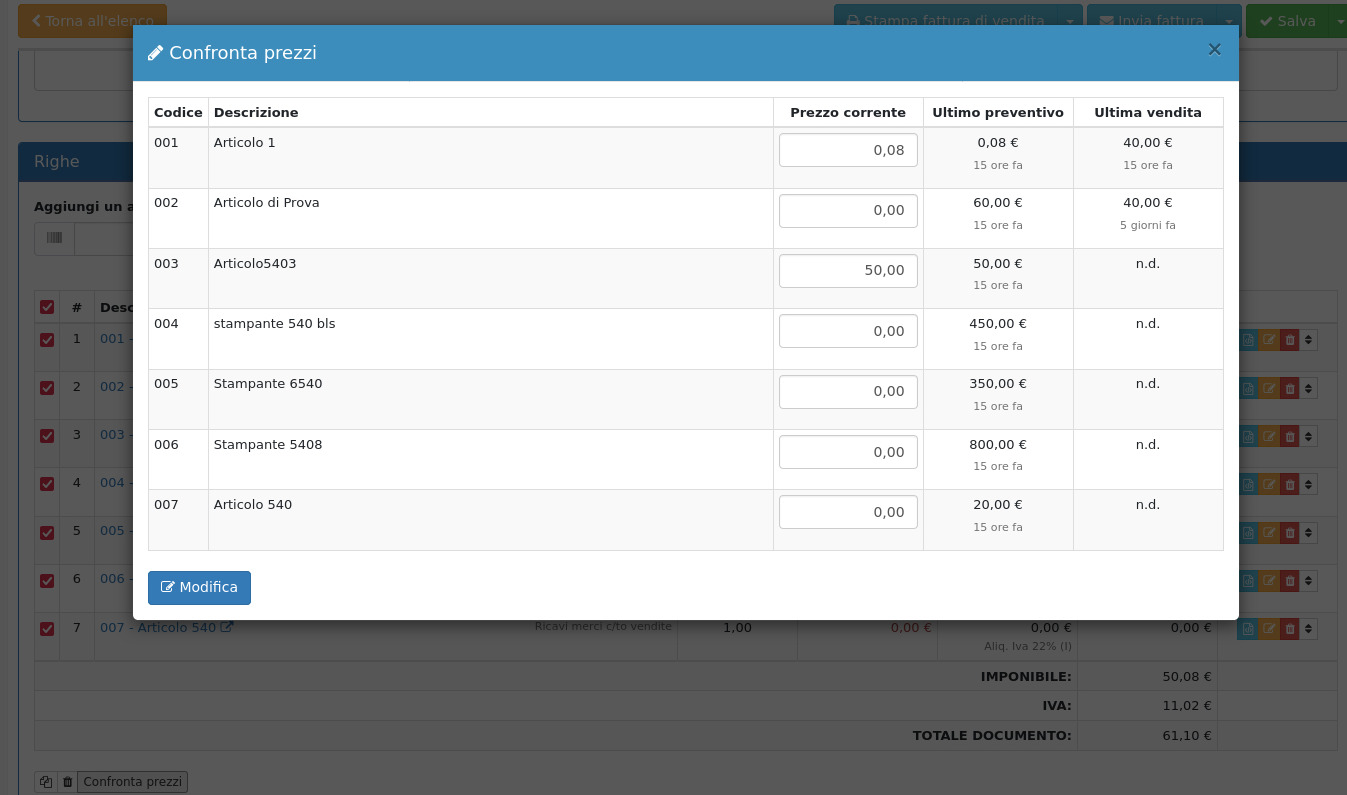 Torna all'elenco
Stampa fattura di vendita
Invia fattura
Salva
Confronta prezzi
×
Righe
Aggiungi un a
Codice Descrizione Prezzo corrente Ultimo preventivo Ultima vendita
001 Articolo 1 0,08 0,08 € 40,00 €
15 ore fa 15 ore fa
002 Articolo di Prova 0,00 60,00 € 40,00 €
15 ore fa 5 giorni fa
003 Articolo5403 50,00 50,00 € n.d.
15 ore fa
004 stampante 540 bls 0,00 450,00 € n.d.
15 ore fa
005 Stampante 6540 0,00 350,00 € n.d.
15 ore fa
006 Stampante 5408 0,00 800,00 € n.d.
15 ore fa
007 Articolo 540 0,00 20,00 € n.d.
15 ore fa
Modifica
# Desc
1 001 -
2 002 -
3 003 -
4 004 -
5 005 -
6 006 -
7 007 - Articolo 540 Ricavi merci c/to vendite 1,00 0,00 € 0,00 € 0,00 €
Aliq. Iva 22% (I)
IMPONIBILE: 50,08 €
IVA: 11,02 €
TOTALE DOCUMENTO: 61,10 €
Confronta prezzi